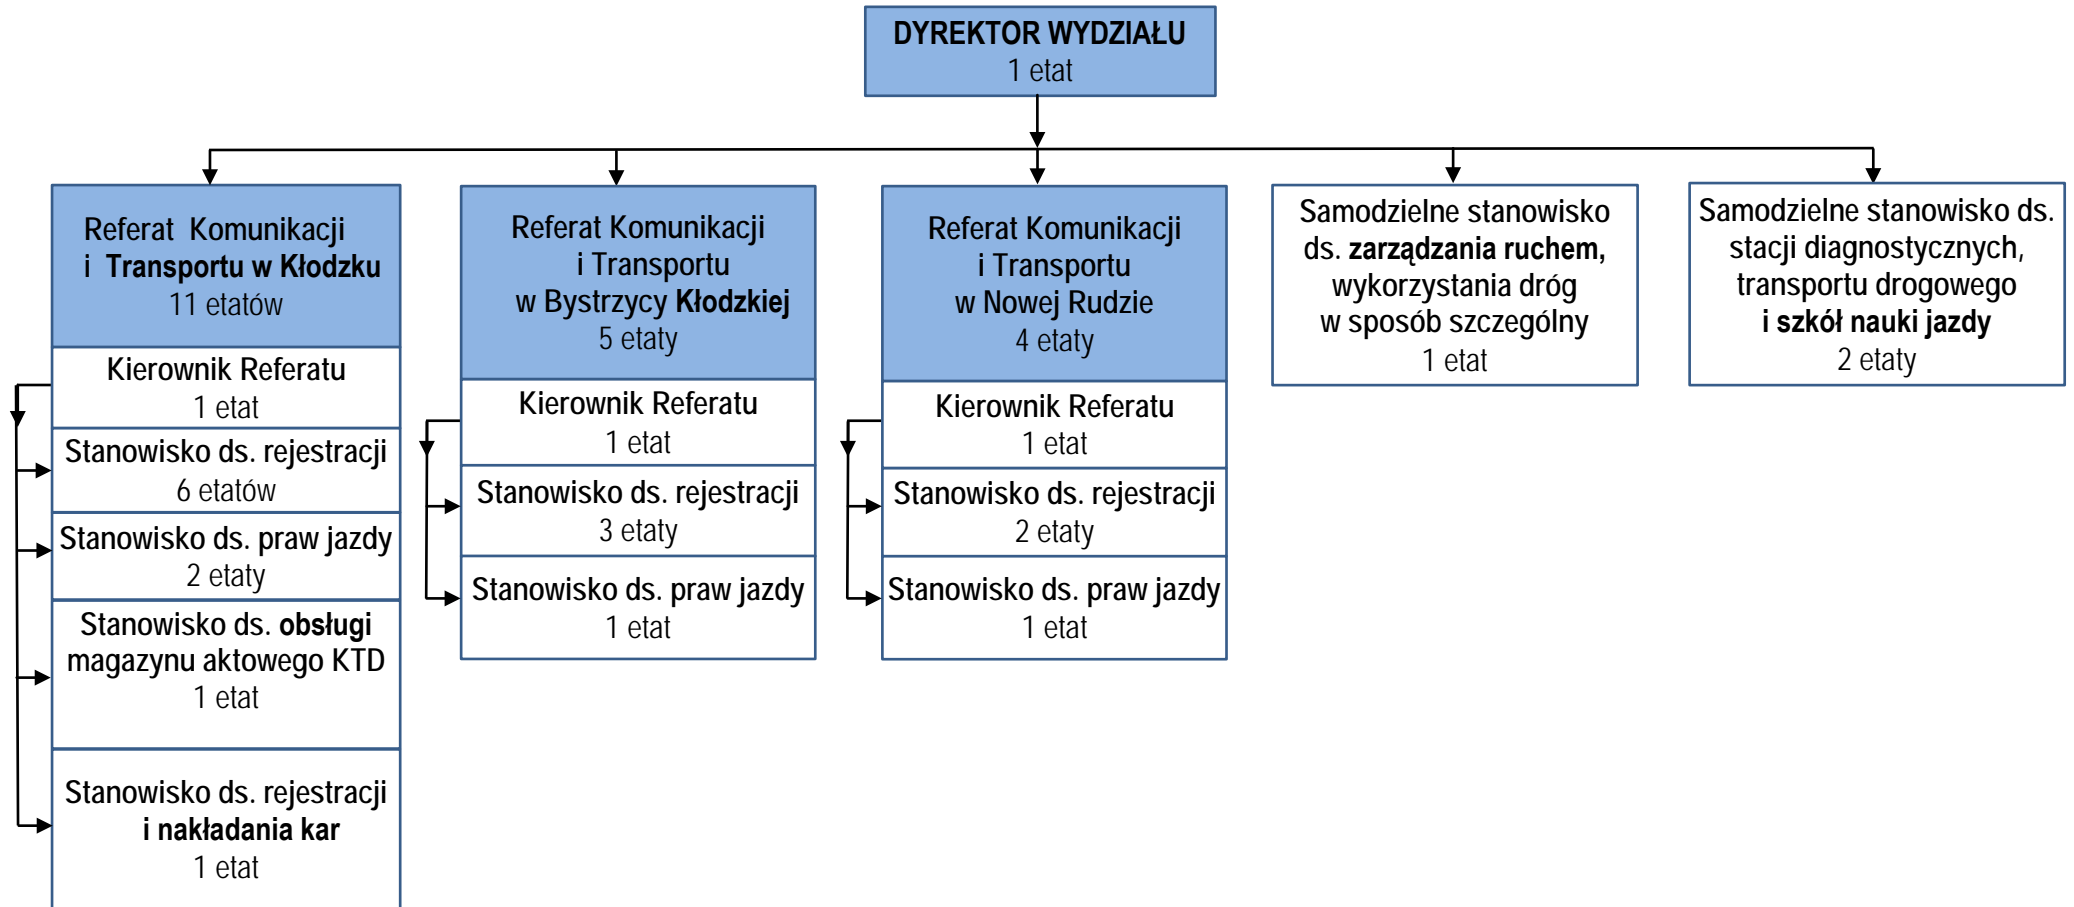 DYREKTOR WYDZIAŁU
1 etat
Referat Komunikacji
i Transportu w Kłodzku
11 etatów
Kierownik Referatu
1 etat
Stanowisko ds. rejestracji
6 etatów
Stanowisko ds. praw jazdy
2 etaty
Stanowisko ds. obsługi
magazynu aktowego KTD
1 etat
Stanowisko ds. rejestracji
i nakładania kar
1 etat
Referat Komunikacji
i Transportu
w Bystrzycy Kłodzkiej
5 etaty
Kierownik Referatu
1 etat
Stanowisko ds. rejestracji
3 etaty
Stanowisko ds. praw jazdy
1 etat
Referat Komunikacji
i Transportu
w Nowej Rudzie
4 etaty
Kierownik Referatu
1 etat
Stanowisko ds. rejestracji
2 etaty
Stanowisko ds. praw jazdy
1 etat
Samodzielne stanowisko
ds. zarządzania ruchem,
wykorzystania dróg
w sposób szczególny
1 etat
Samodzielne stanowisko ds.
stacji diagnostycznych,
transportu drogowego
i szkół nauki jazdy
2 etaty